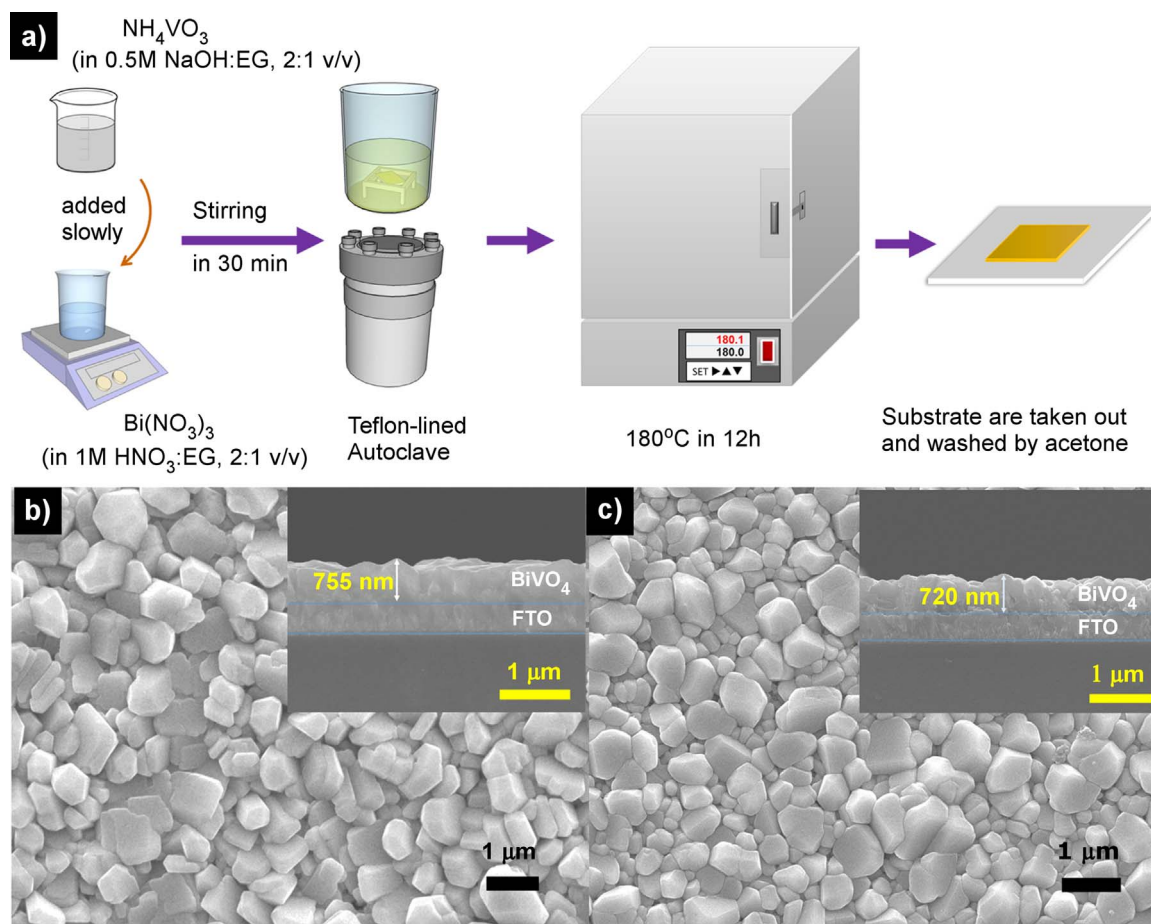 a)
NH₄VO₃
(in 0.5M NaOH:EG, 2:1 v/v)
added
slowly
Stirring
in 30 min
Bi(NO₃)₃
(in 1M HNO₃:EG, 2:1 v/v)
Teflon-lined
Autoclave
180.1
180.0
SET ▶▲▼
180°C in 12h
Substrate are taken out
and washed by acetone
b)
755 nm
BiVO₄
FTO
1 μm
1 μm
c)
720 nm
BiVO₄
FTO
1 μm
1 μm